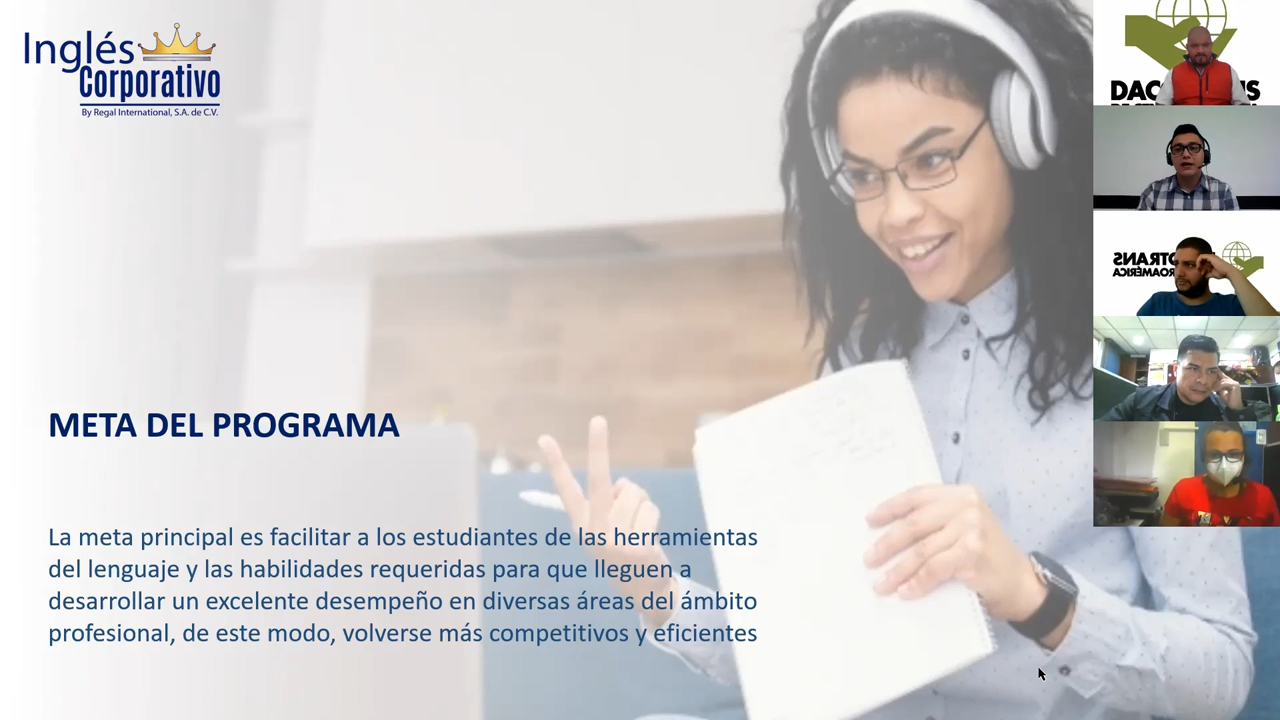 Inglés
Corporativo
By Regal International, S.A. de C.V.
META DEL PROGRAMA
La meta principal es facilitar a los estudiantes de las herramientas
del lenguaje y las habilidades requeridas para que lleguen a
desarrollar un excelente desempeño en diversas áreas del ámbito
profesional, de este modo, volverse más competitivos y eficientes